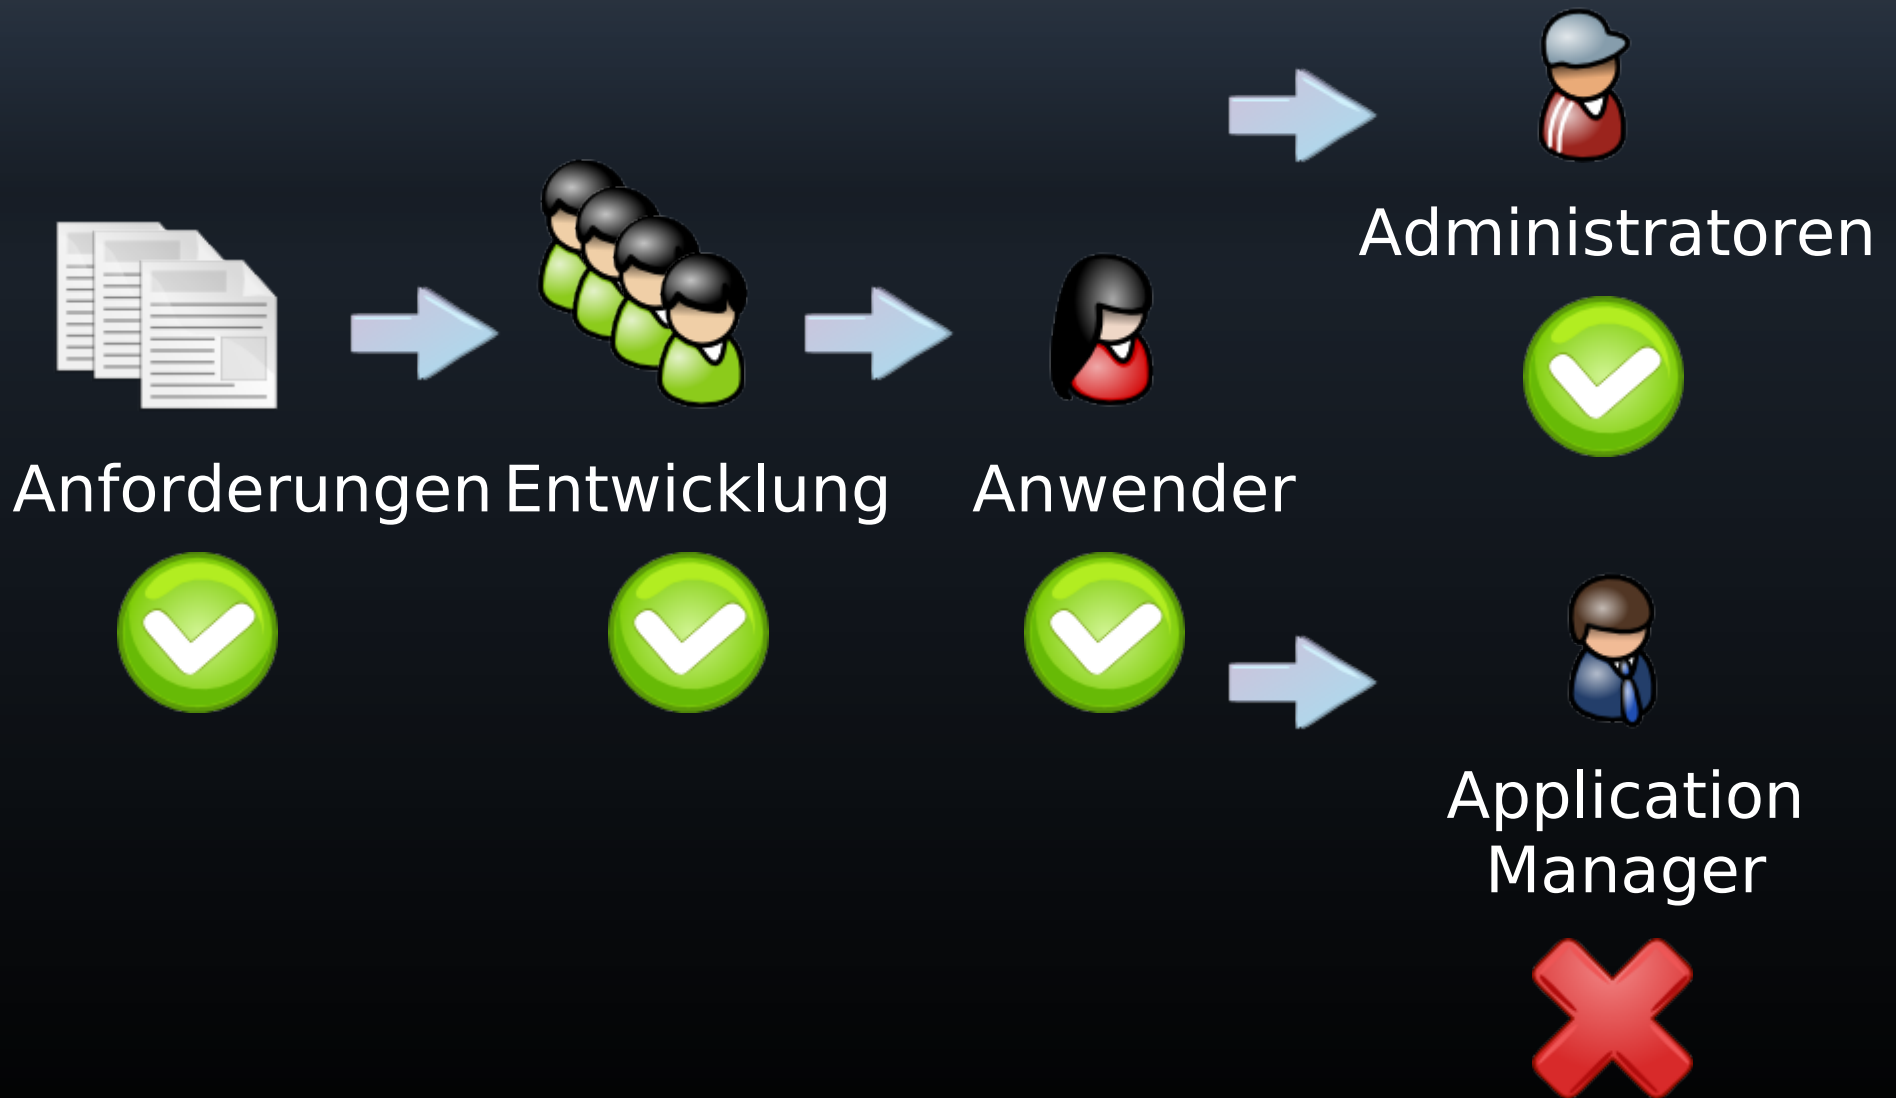 Administratoren
Anforderungen
Entwicklung
Anwender
Application
Manager